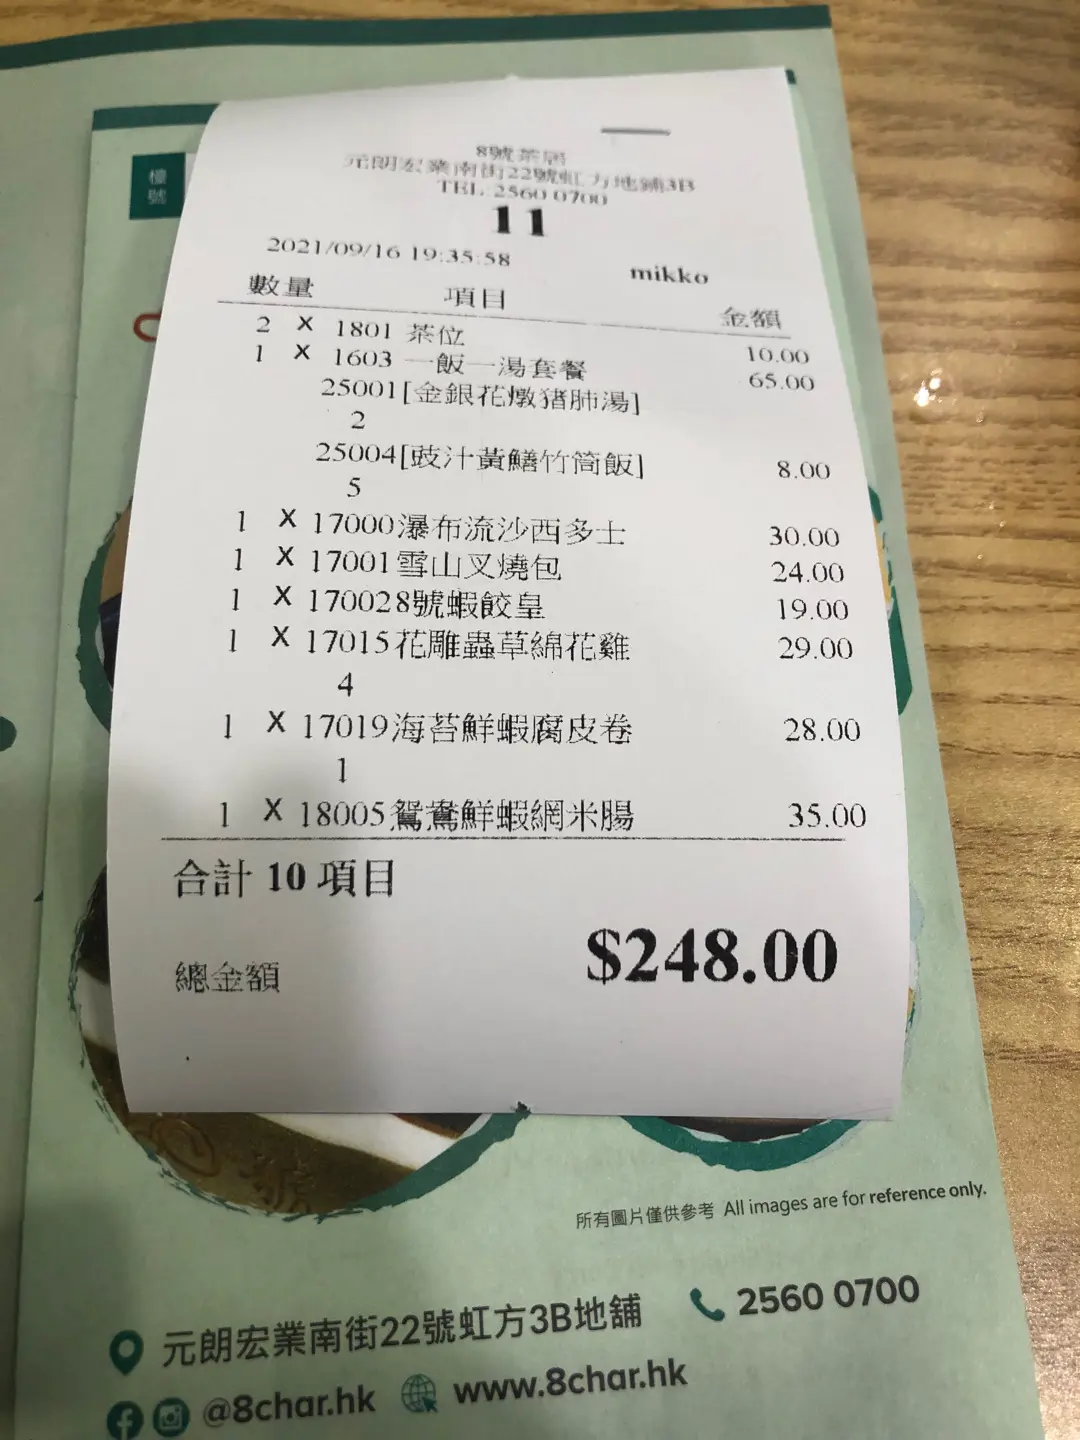 樓號
8號茶居
元朗宏業南街22號虹方地鋪3B
TEL 2560 0700
11
2021/09/16 19:35:58 mikko
數量 項目 金額
2 X 1801 茶位 10.00
1 X 1603 一飯一湯套餐 65.00
25001[金銀花燉猪肺湯]
2
25004[豉汁黃鱔竹筒飯] 8.00
5
1 X 17000瀑布流沙西多士 30.00
1 X 17001雪山叉燒包 24.00
1 X 170028號蝦餃皇 19.00
1 X 17015花雕蟲草綿花雞 29.00
4
1 X 17019海苔鮮蝦腐皮卷 28.00
1
1 X 18005鴛鴦鮮蝦網米腸 35.00
合計 10 項目
總金額 $248.00
所有圖片僅供參考 All images are for reference only.
元朗宏業南街22號虹方3B地舖 2560 0700
@8char.hk www.8char.hk